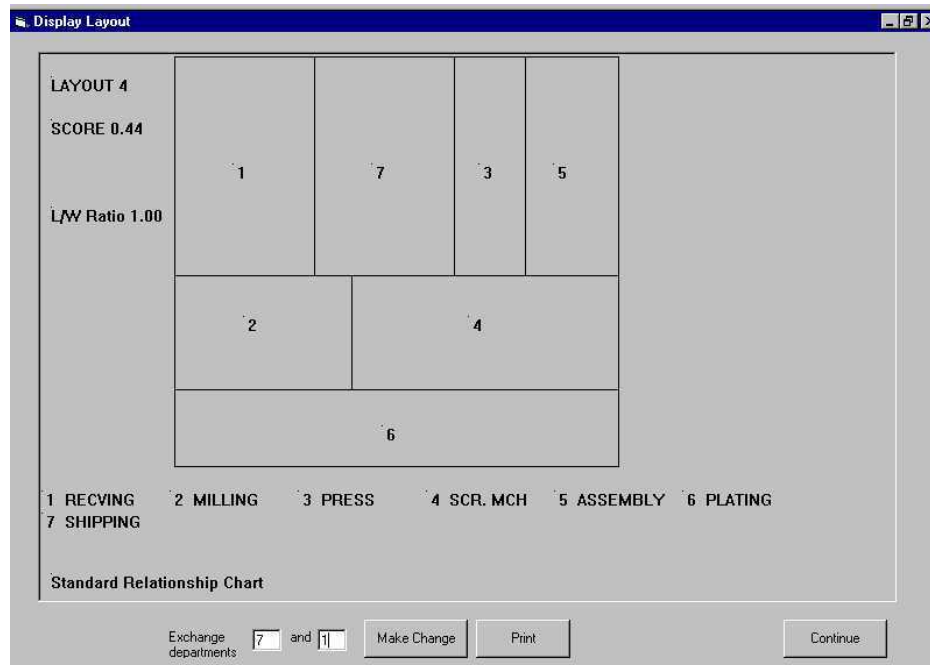 Display Layout
LAYOUT 4
SCORE 0.44
1 7 3 5
L/W Ratio 1.00
2 4
6
1 RECVING 2 MILLING 3 PRESS 4 SCR. MCH 5 ASSEMBLY 6 PLATING
7 SHIPPING
Standard Relationship Chart
Exchange departments 7 and 1 Make Change Print Continue